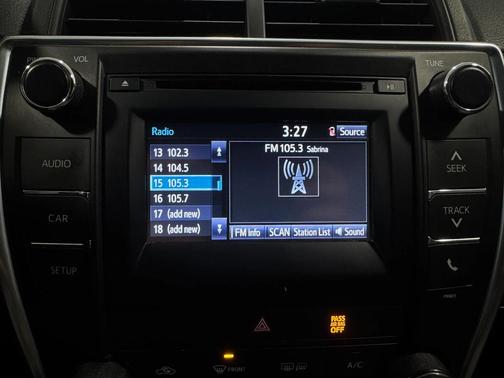 PWR VOL
TUNE
Radio 3:27 Source
FM 105.3 Sabrina
13 102.3
14 104.5
15 105.3
16 105.7
17 (add new)
18 (add new)
FM Info SCAN Station List Sound
AUDIO
CAR
SETUP
SEEK
TRACK
PASS
AIR BAG
OFF
FRONT
A/C